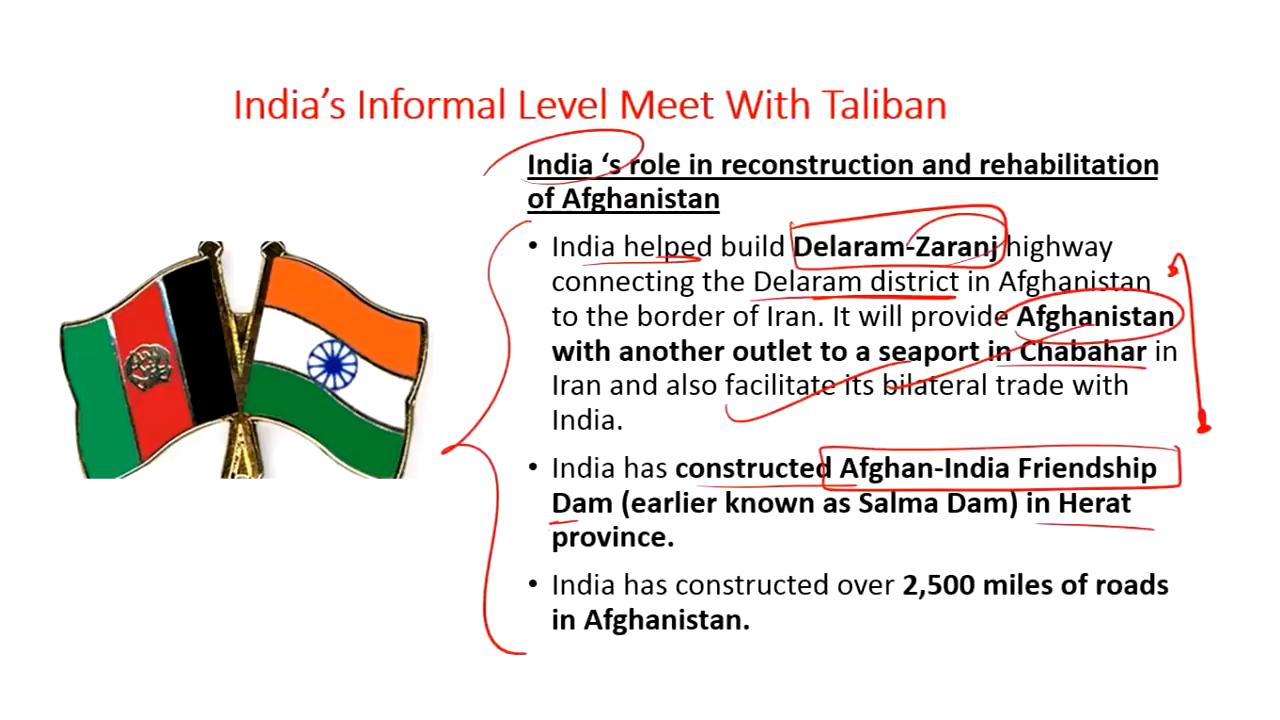 India’s Informal Level Meet With Taliban
India ‘s role in reconstruction and rehabilitation
of Afghanistan
• India helped build Delaram-Zaranj highway
connecting the Delaram district in Afghanistan
to the border of Iran. It will provide Afghanistan
with another outlet to a seaport in Chabahar in
Iran and also facilitate its bilateral trade with
India.
• India has constructed Afghan-India Friendship
Dam (earlier known as Salma Dam) in Herat
province.
• India has constructed over 2,500 miles of roads
in Afghanistan.